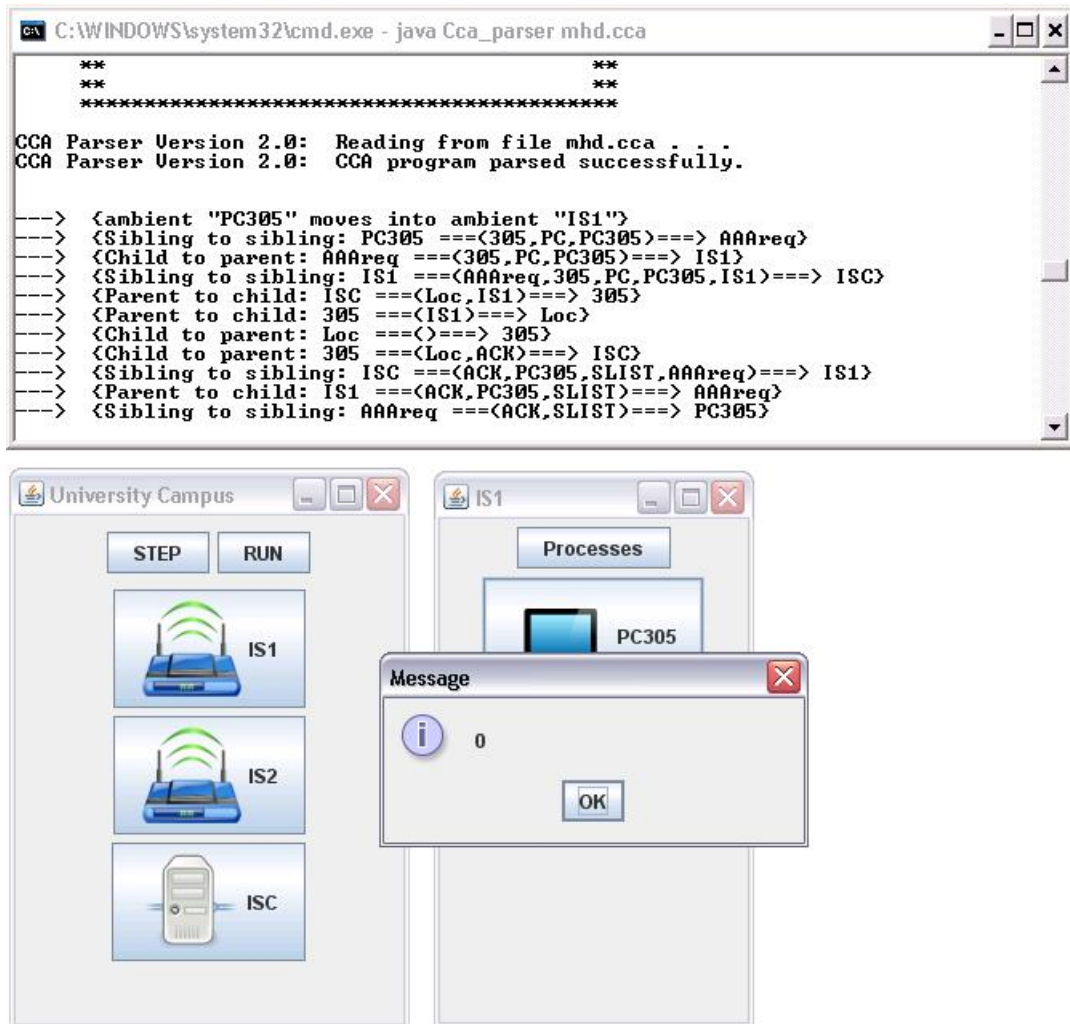 C:\WINDOWS\system32\cmd.exe - java Cca_parser mhd.cca
** **
** **
*****************************************
CCA Parser Version 2.0: Reading from file mhd.cca . . .
CCA Parser Version 2.0: CCA program parsed successfully.
---> {ambient "PC305" moves into ambient "IS1"}
---> {Sibling to sibling: PC305 ===(305,PC,PC305)===> AAAreq}
---> {Child to parent: AAAreq ===(305,PC,PC305)===> IS1}
---> {Sibling to sibling: IS1 ===(AAAreq,305,PC,PC305,IS1)===> ISC}
---> {Parent to child: ISC ===(Loc,IS1)===> 305}
---> {Parent to child: 305 ===(IS1)===> Loc}
---> {Child to parent: Loc ===()===> 305}
---> {Child to parent: 305 ===(Loc,ACK)===> ISC}
---> {Sibling to sibling: ISC ===(ACK,PC305,SLIST,AAAreq)===> IS1}
---> {Parent to child: IS1 ===(ACK,PC305,SLIST)===> AAAreq}
---> {Sibling to sibling: AAAreq ===(ACK,SLIST)===> PC305}
University Campus
STEP RUN
IS1
IS2
ISC
IS1
Processes
PC305
Message
0
OK